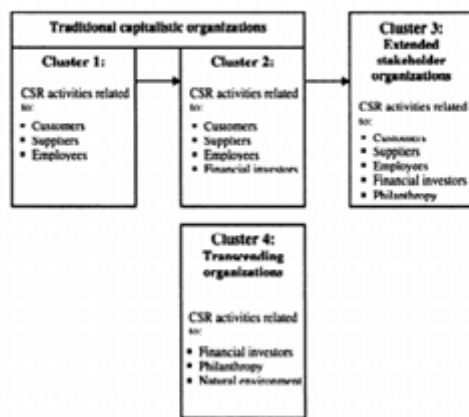 Traditional capitalistic organizations
Cluster 1:
CSR activities related
to:
• Customers
• Suppliers
• Employees
Cluster 2:
CSR activities related
to:
• Customers
• Suppliers
• Employees
• Financial investors
Cluster 3:
Extended
stakeholder
organizations
CSR activities related
to:
• Customers
• Suppliers
• Employees
• Financial investors
• Philanthropy
Cluster 4:
Transcending
organizations
CSR activities related
to:
• Financial investors
• Philanthropy
• Natural environment